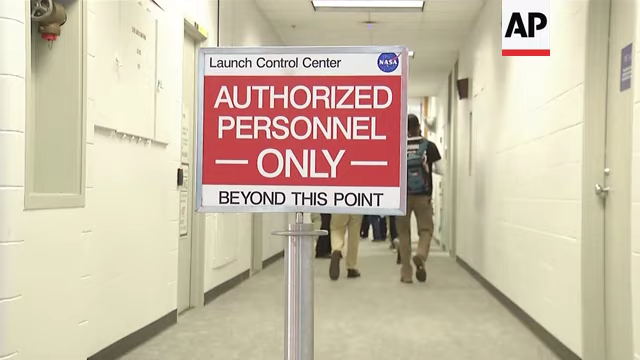 AP
Launch Control Center
NASA
AUTHORIZED
PERSONNEL
— ONLY —
BEYOND THIS POINT